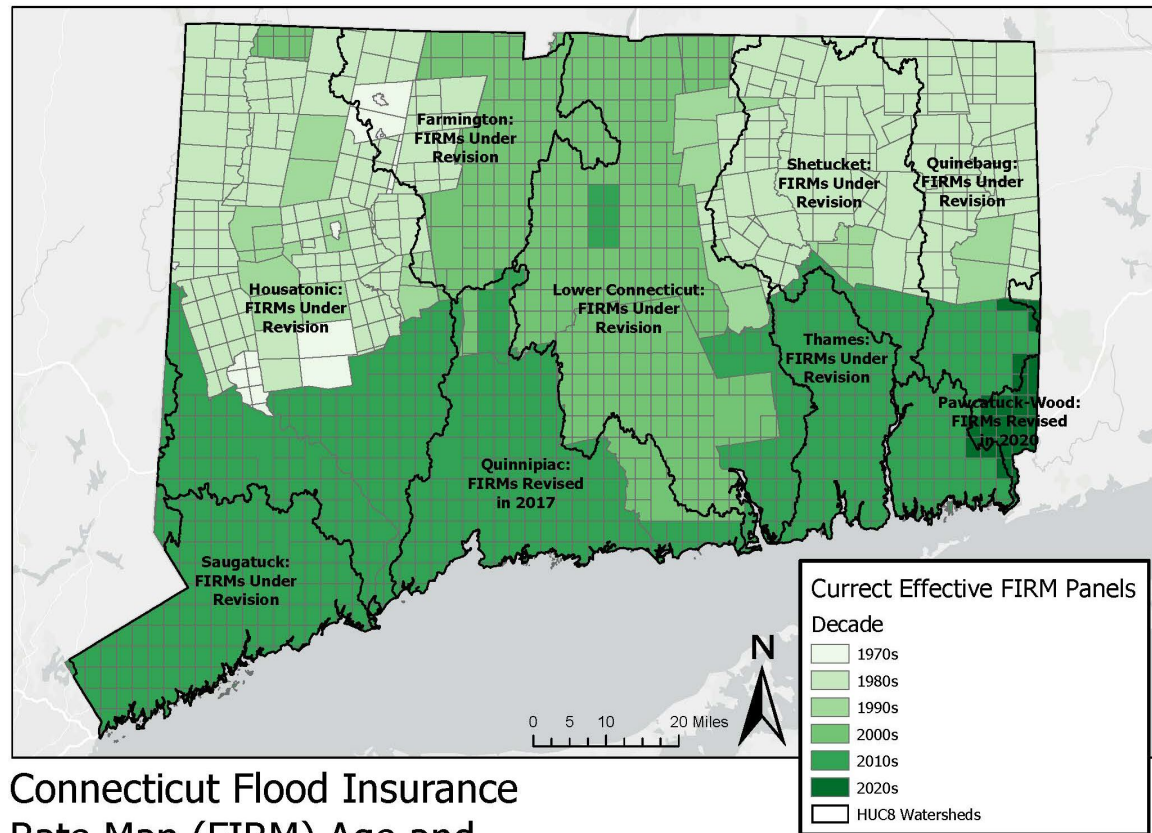 Farmington:
FIRMs Under
Revision
Shetucket:
FIRMs Under
Revision
Quinebaug:
FIRMs Under
Revision
Housatonic:
FIRMs Under
Revision
Lower Connecticut:
FIRMs Under
Revision
Thames:
FIRMs Under
Revision
Pawcatuck-Wood:
FIRMs Revised
in 2020
Quinnipiac:
FIRMs Revised
in 2017
Saugatuck:
FIRMs Under
Revision
N
0 5 10 20 Miles
Currect Effective FIRM Panels
Decade
1970s
1980s
1990s
2000s
2010s
2020s
HUC8 Watersheds
Connecticut Flood Insurance
Rate Map (FIRM) Age and